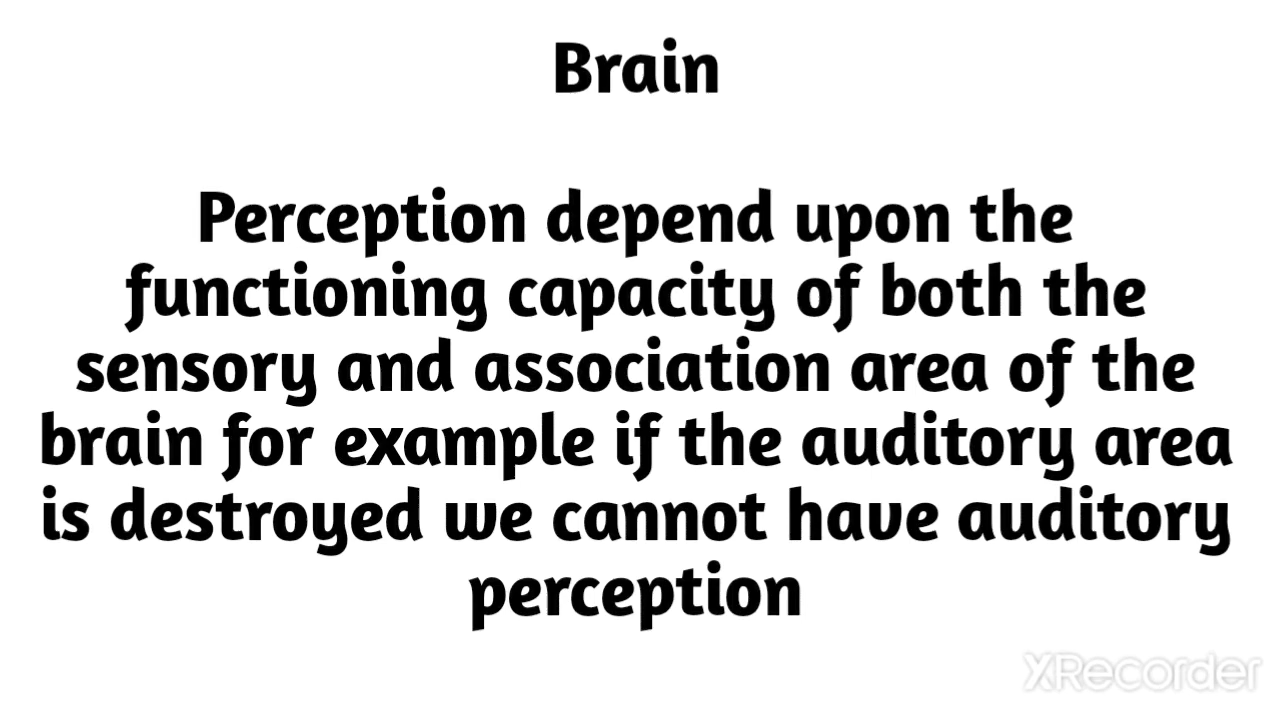 Brain
Perception depend upon the
functioning capacity of both the
sensory and association area of the
brain for example if the auditory area
is destroyed we cannot have auditory
perception
XRecorder